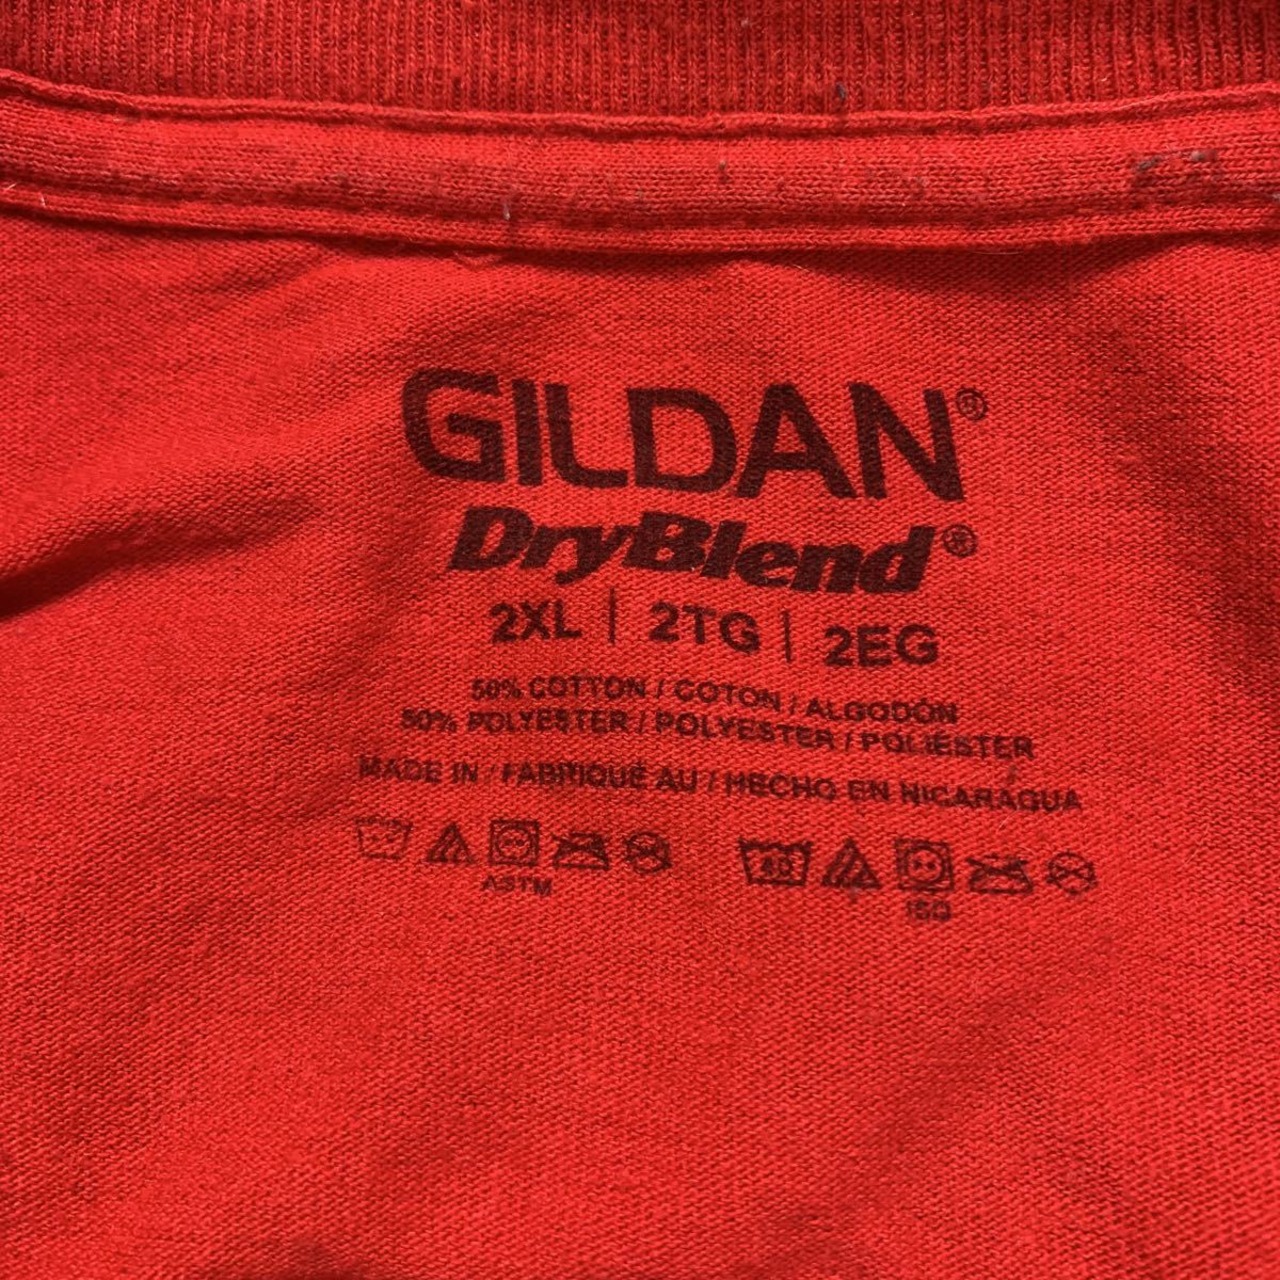 GILDAN®
DryBlend®
2XL | 2TG | 2EG
50% COTTON / COTON / ALGODÓN
50% POLYESTER / POLYESTER / POLIÉSTER
MADE IN / FABRIQUÉ AU / HECHO EN NICARAGUA
ASTM
ISO